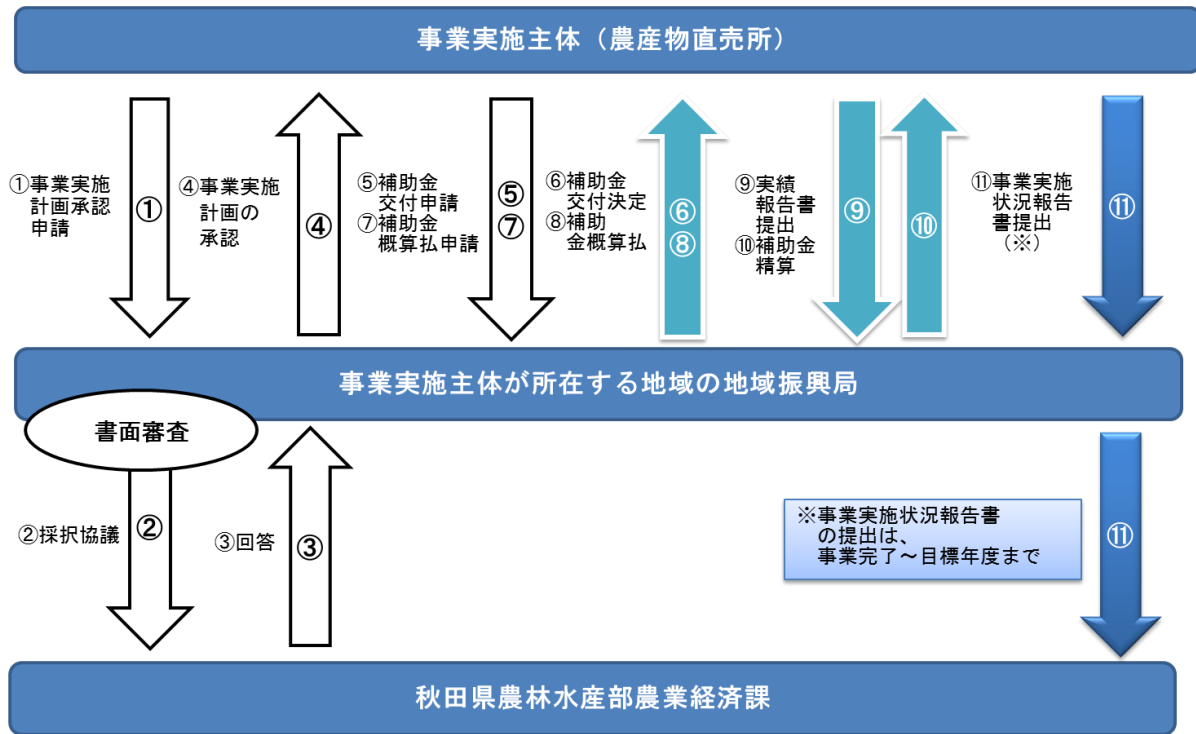 事業実施主体（農産物直売所）
①事業実施
計画承認
申請
①
④事業実施
計画の
承認
④
⑤補助金
交付申請
⑦補助金
概算払申請
⑤
⑦
⑥補助金
交付決定
⑧補助
金概算払
⑥
⑧
⑨実績
報告書
提出
⑩補助金
精算
⑨
⑩
⑪事業実施
状況報告
書提出
（※）
⑪
事業実施主体が所在する地域の地域振興局
書面審査
②採択協議
②
③回答
③
※事業実施状況報告書
の提出は、
事業完了～目標年度まで
⑪
秋田県農林水産部農業経済課